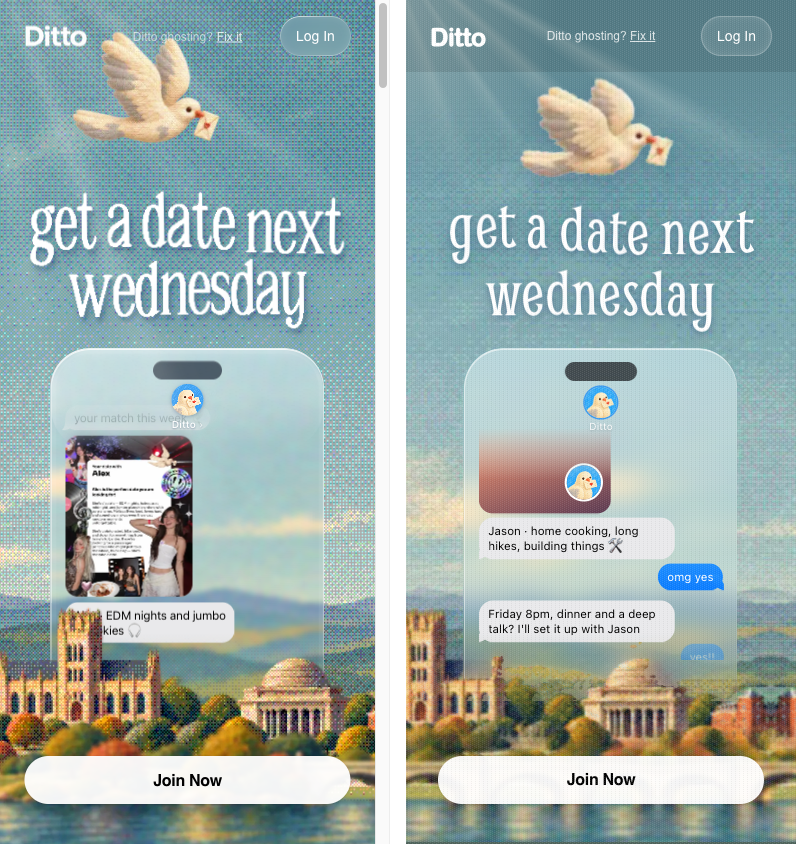 Ditto
Ditto ghosting? Fix it
Log In
get a date next
wednesday
your match this
Ditto
Alex
EDM nights and jumbo
Join Now
Ditto
Ditto ghosting? Fix it
Log In
get a date next
wednesday
Ditto
Jason · home cooking, long
hikes, building things 🛠️
omg yes
Friday 8pm, dinner and a deep
talk? I'll set it up with Jason
yes!!
Join Now